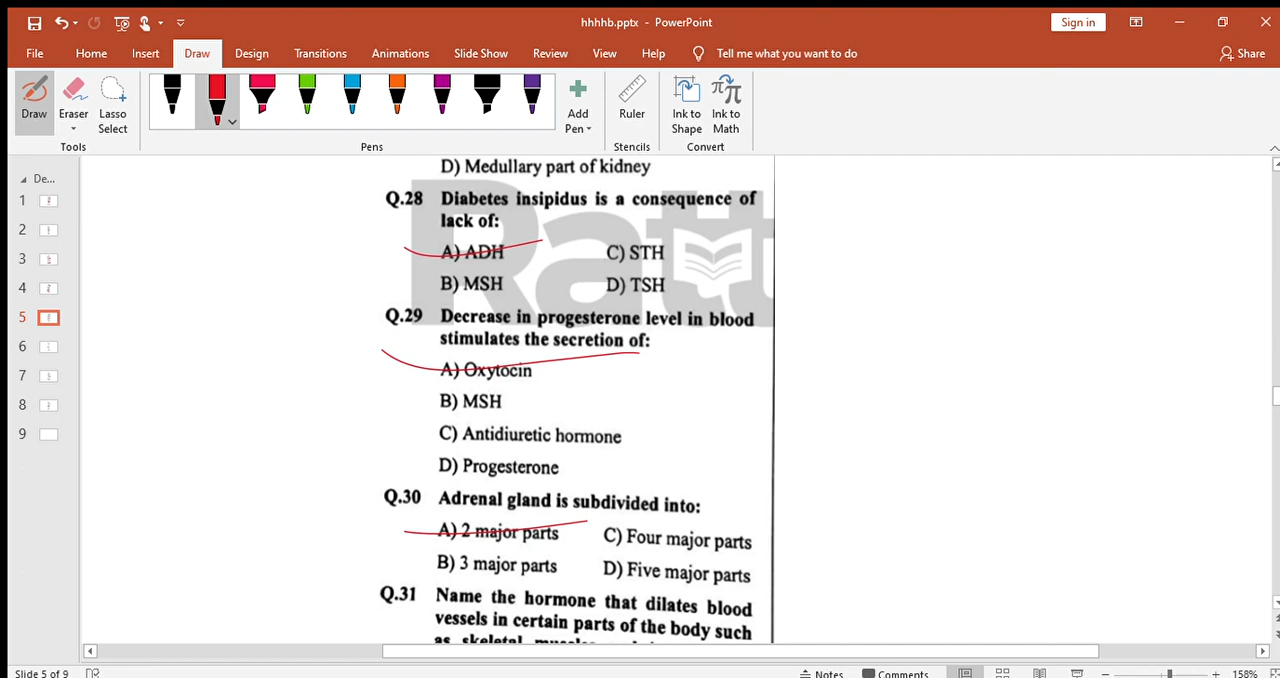 hhhhb.pptx - PowerPoint
Sign in
File Home Insert Draw Design Transitions Animations Slide Show Review View Help Tell me what you want to do Share
Draw Eraser Lasso Select
Add Pen
Ruler
Ink to Shape Ink to Math
Tools Pens Stencils Convert
De...
1
2
3
4
5
6
7
8
9
D) Medullary part of kidney
Q.28 Diabetes insipidus is a consequence of
lack of:
A) ADH C) STH
B) MSH D) TSH
Q.29 Decrease in progesterone level in blood
stimulates the secretion of:
A) Oxytocin
B) MSH
C) Antidiuretic hormone
D) Progesterone
Q.30 Adrenal gland is subdivided into:
A) 2 major parts C) Four major parts
B) 3 major parts D) Five major parts
Q.31 Name the hormone that dilates blood
vessels in certain parts of the body such
as skeletal muscles
Ratt
Slide 5 of 9 Notes Comments 158%